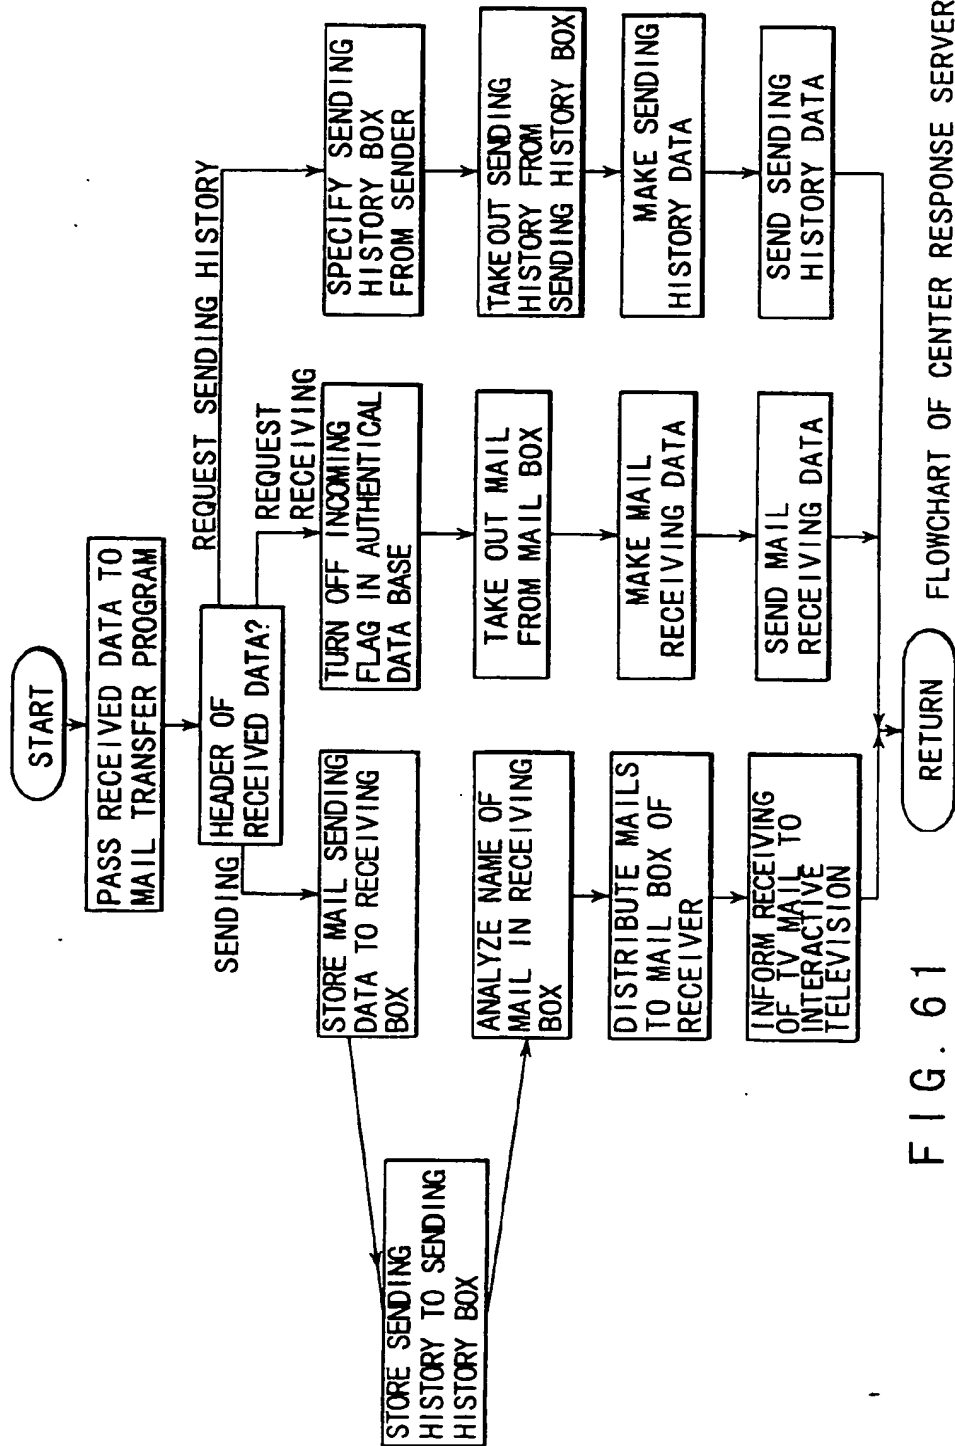 START
PASS RECEIVED DATA TO
MAIL TRANSFER PROGRAM
HEADER OF
RECEIVED DATA?
SENDING
REQUEST
RECEIVING
REQUEST SENDING HISTORY
STORE MAIL SENDING
DATA TO RECEIVING
BOX
STORE SENDING
HISTORY TO SENDING
HISTORY BOX
ANALYZE NAME OF
MAIL IN RECEIVING
BOX
DISTRIBUTE MAILS
TO MAIL BOX OF
RECEIVER
INFORM RECEIVING
OF TV MAIL TO
INTERACTIVE
TELEVISION
TURN OFF INCOMING
FLAG IN AUTHENTICAL
DATA BASE
TAKE OUT MAIL
FROM MAIL BOX
MAKE MAIL
RECEIVING DATA
SEND MAIL
RECEIVING DATA
SPECIFY SENDING
HISTORY BOX
FROM SENDER
TAKE OUT SENDING
HISTORY FROM
SENDING HISTORY BOX
MAKE SENDING
HISTORY DATA
SEND SENDING
HISTORY DATA
RETURN
FIG. 61
FLOWCHART OF CENTER RESPONSE SERVER